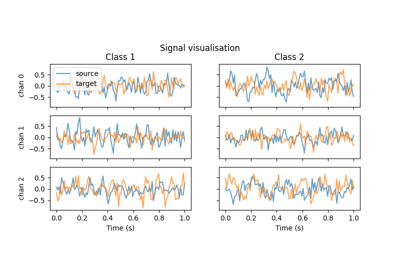 Signal visualisation
Class 1
Class 2
chan 0
0.5
0.0
−0.5
source
target
chan 1
0.5
0.0
−0.5
chan 2
0.5
0.0
−0.5
0.0 0.2 0.4 0.6 0.8 1.0
0.0 0.2 0.4 0.6 0.8 1.0
Time (s)
Time (s)